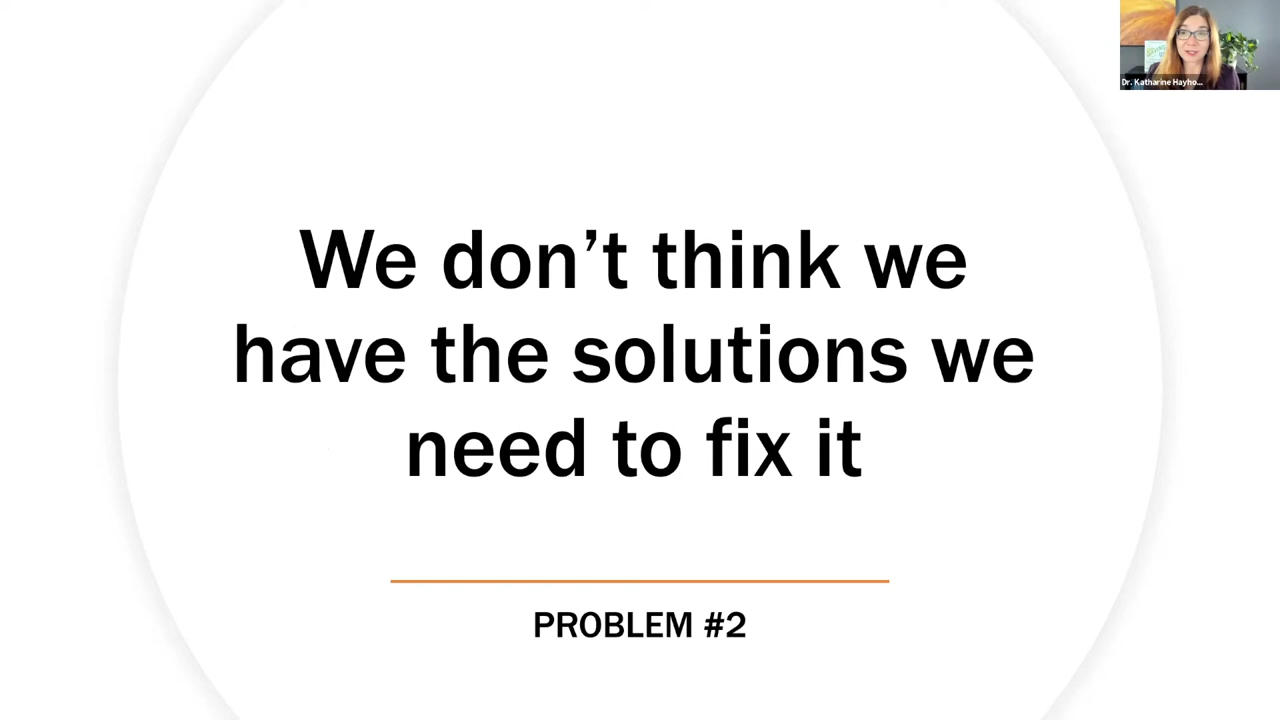 Dr. Katharine Hayho...
We don’t think we
have the solutions we
need to fix it
PROBLEM #2